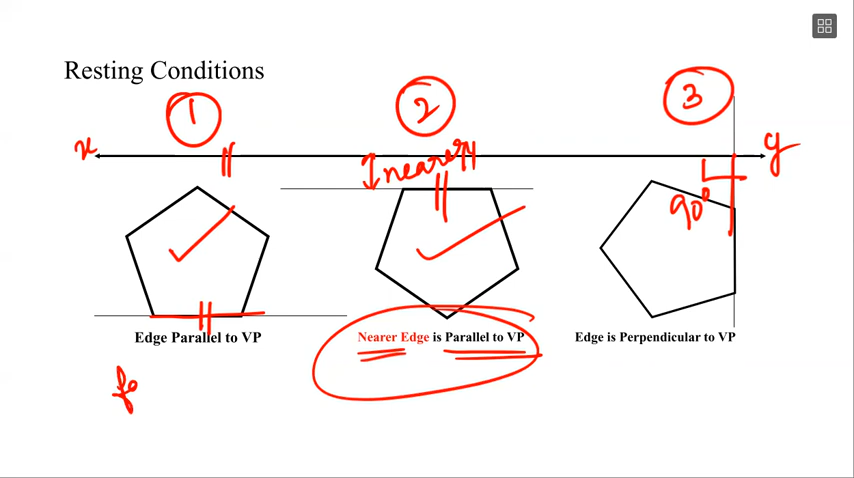 Resting Conditions
1
2
3
x
y
nearer
90°
Edge Parallel to VP
Nearer Edge is Parallel to VP
Edge is Perpendicular to VP
fo